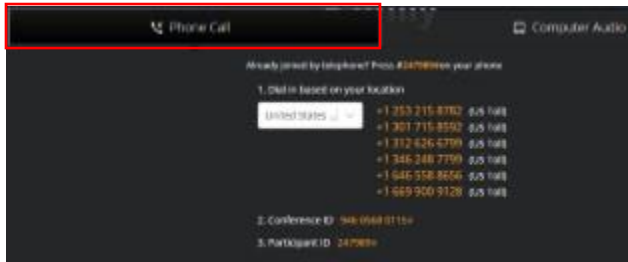 Phone Call
Computer Audio
Already joined by telephone? Press #247989# on your phone
1. Dial in based on your location
United States
+1 253 215 8782 (US Toll)
+1 301 715 8592 (US Toll)
+1 312 626 6799 (US Toll)
+1 346 248 7799 (US Toll)
+1 646 558 8656 (US Toll)
+1 669 900 9128 (US Toll)
2. Conference ID
3. Participant ID 247989#